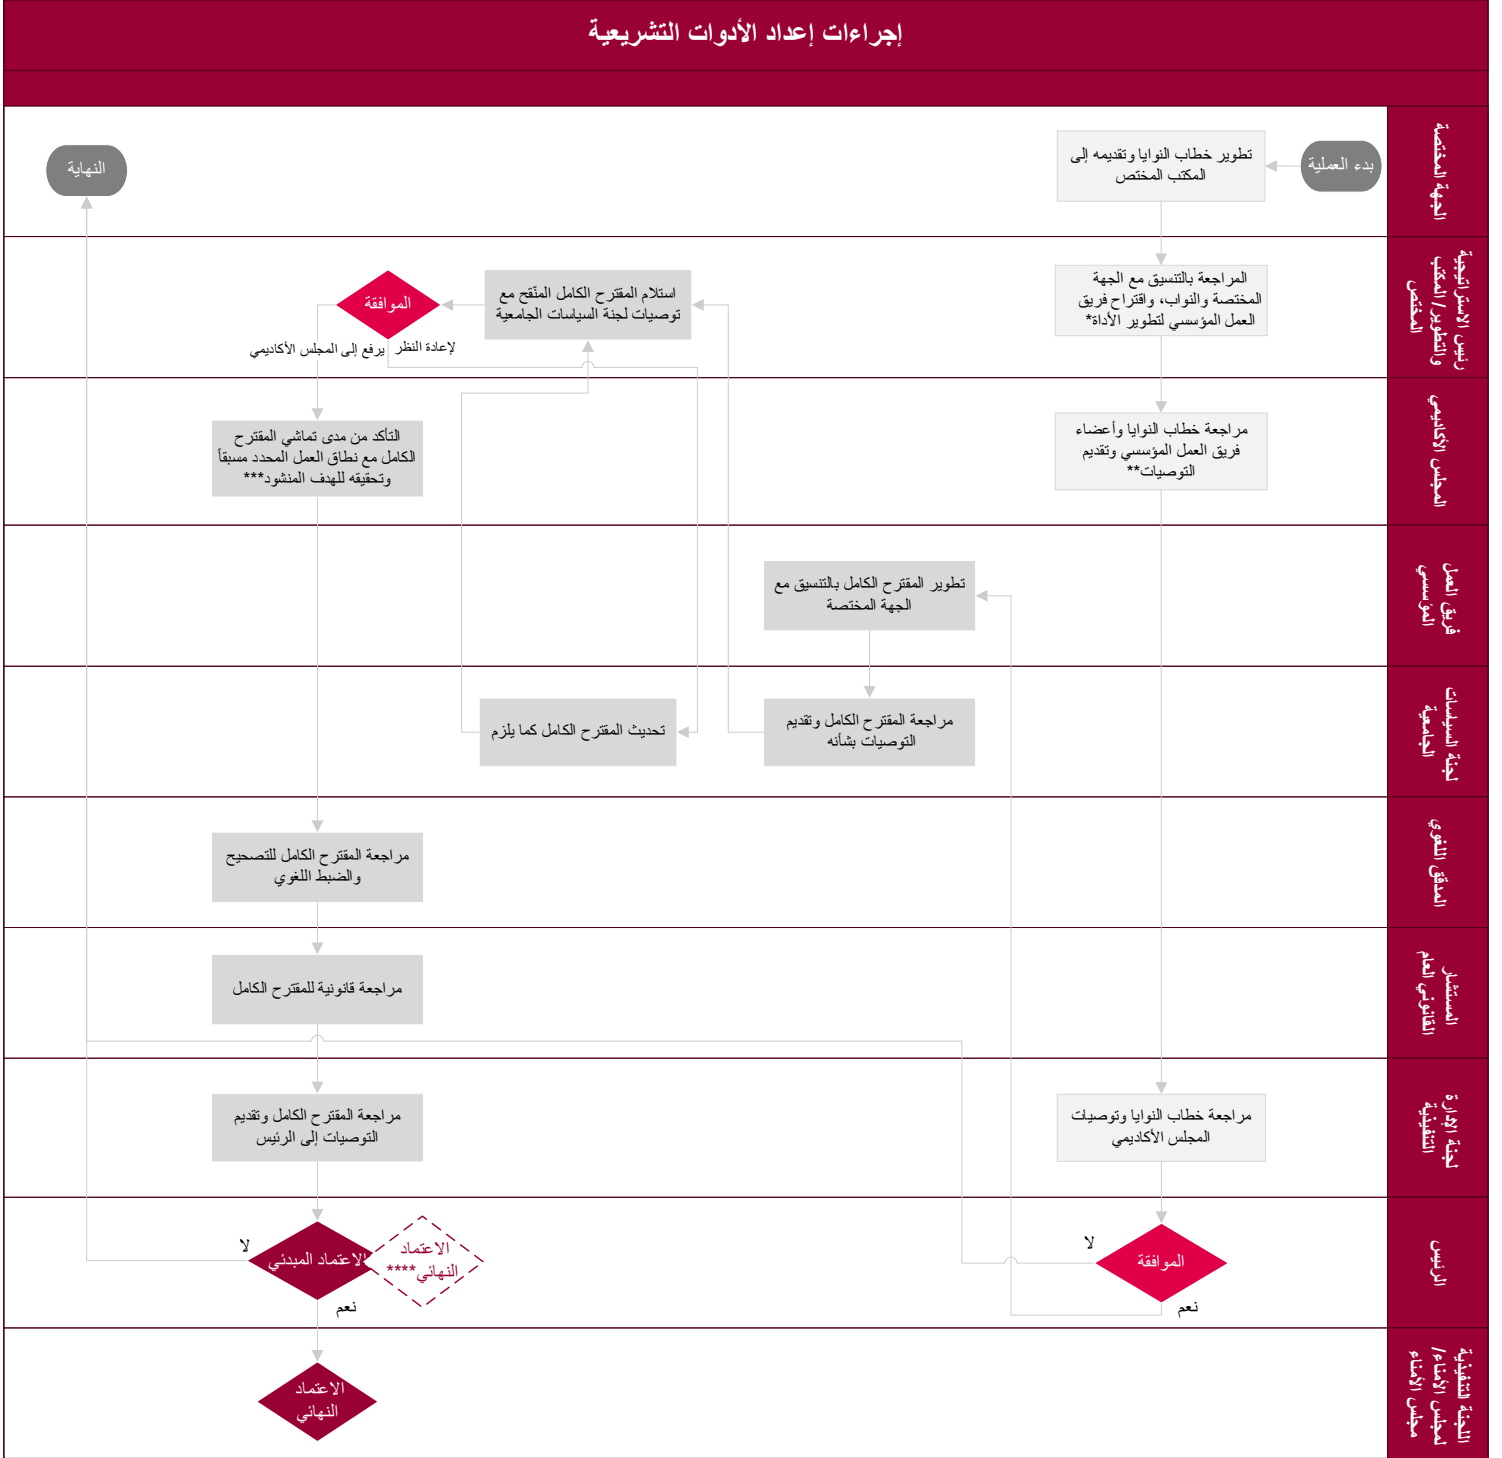 إجراءات إعداد الأدوات التشريعية
الجهة المختصة
بدء العملية
تطوير خطاب النوايا وتقديمه إلى
المكتب المختص
النهاية
رئيس الاستراتيجية
والتطوير/ المكتب
المختص
المراجعة بالتنسيق مع الجهة
المختصة والنواب، واقتراح فريق
العمل المؤسسي لتطوير الأداة*
استلام المقترح الكامل المنّقح مع
توصيات لجنة السياسات الجامعية
الموافقة
لإعادة النظر
يرفع إلى المجلس الأكاديمي
المجلس الأكاديمي
مراجعة خطاب النوايا وأعضاء
فريق العمل المؤسسي وتقديم
التوصيات**
التأكد من مدى تماشي المقترح
الكامل مع نطاق العمل المحدد مسبقاً
وتحقيقه للهدف المنشود***
فريق العمل
المؤسسي
تطوير المقترح الكامل بالتنسيق مع
الجهة المختصة
لجنة السياسات
الجامعية
مراجعة المقترح الكامل وتقديم
التوصيات بشأنه
تحديث المقترح الكامل كما يلزم
المدقق اللغوي
مراجعة المقترح الكامل للتصحيح
والضبط اللغوي
المستشار
القانوني العام
مراجعة قانونية للمقترح الكامل
لجنة الإدارة
التنفيذية
مراجعة خطاب النوايا وتوصيات
المجلس الأكاديمي
مراجعة المقترح الكامل وتقديم
التوصيات إلى الرئيس
الرئيس
الموافقة
لا
نعم
الاعتماد
النهائي****
الاعتماد المبدئي
لا
نعم
اللجنة التنفيذية
لمجلس الأمناء/
مجلس الأمناء
الاعتماد
النهائي